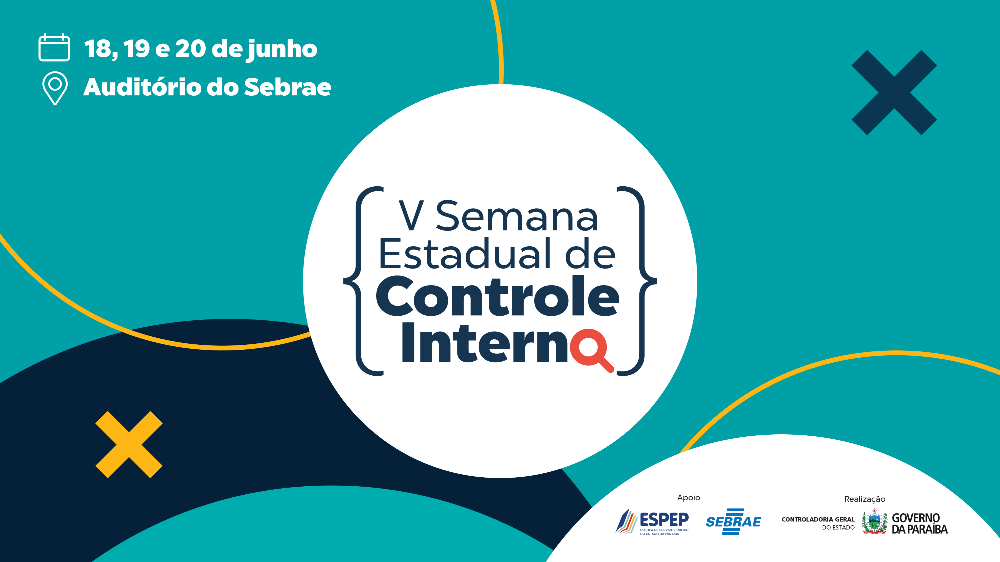 18, 19 e 20 de junho
Auditório do Sebrae
V Semana
Estadual de
Controle
Interno
Apoio
ESPEP
ESCOLA DE SERVIÇO PÚBLICO
DO ESTADO DA PARAÍBA
SEBRAE
Realização
CONTROLADORIA GERAL
DO ESTADO
GOVERNO
DA PARAÍBA